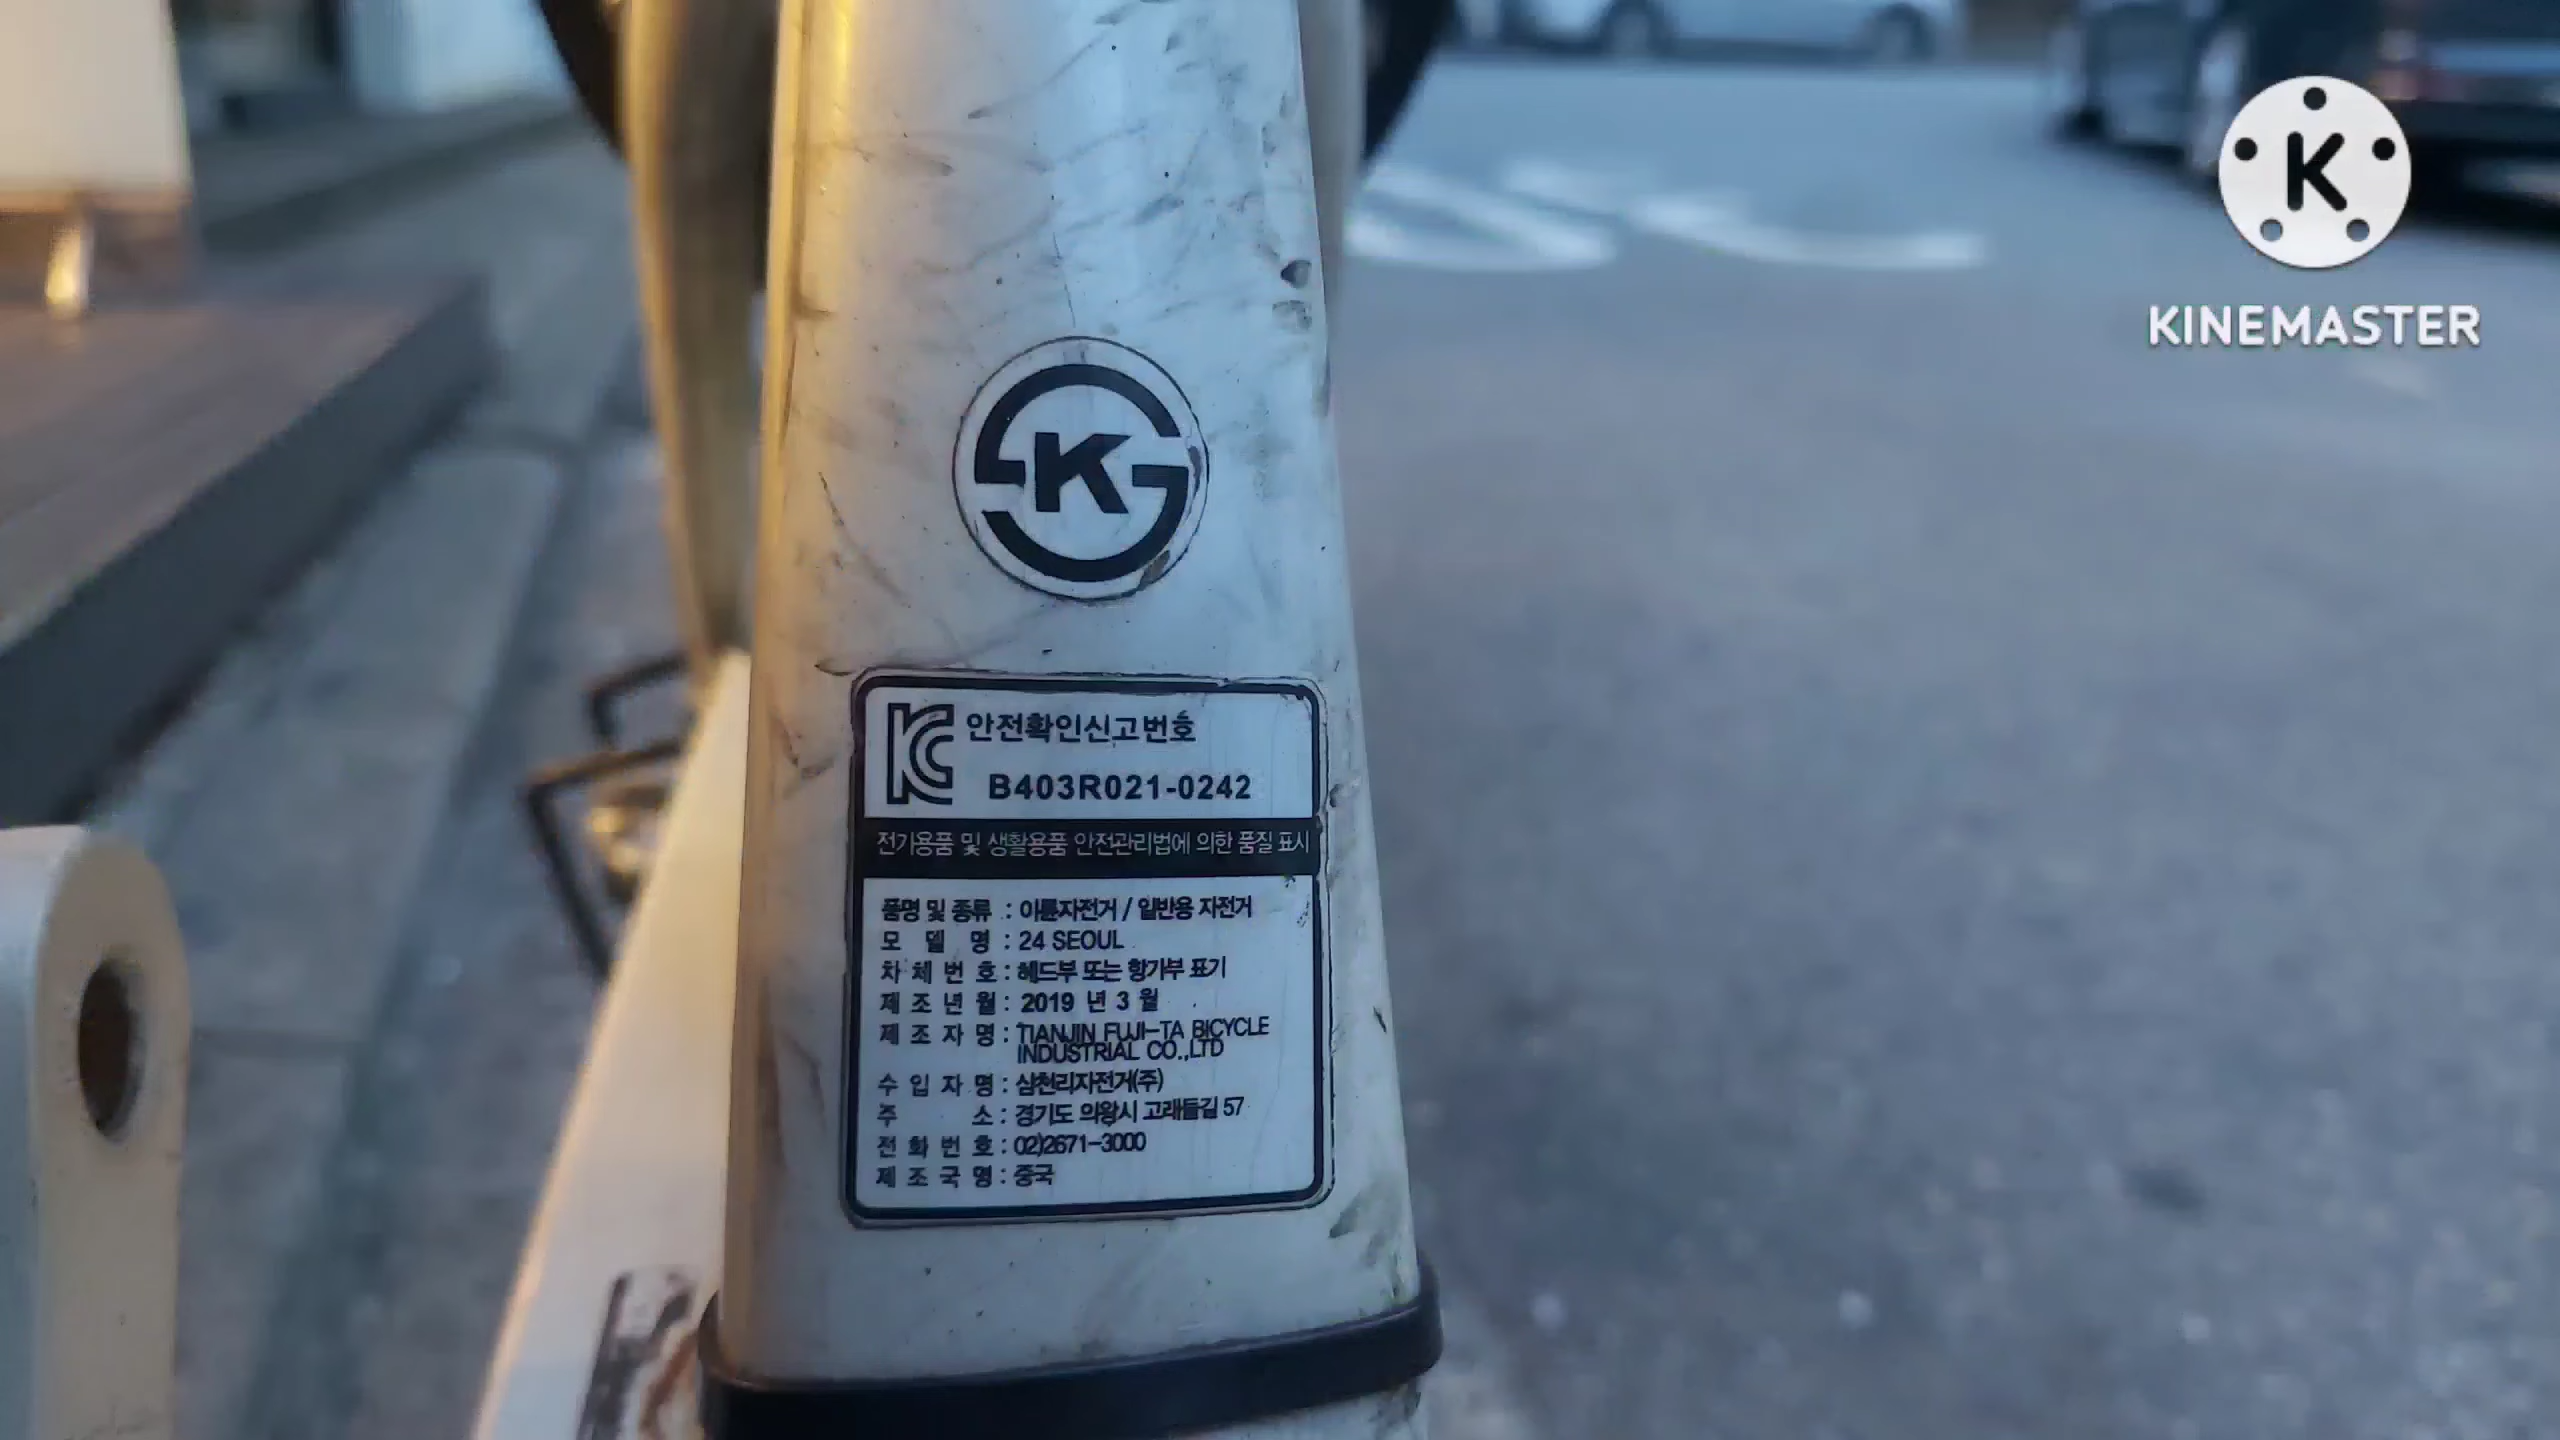 KINEMASTER
K
SKG
KC 안전확인신고번호
B403R021-0242
전기용품 및 생활용품 안전관리법에 의한 품질 표시
품명 및 종류 : 이륜자전거 / 일반용 자전거
모 델 명 : 24 SEOUL
차 체 번 호 : 헤드부 또는 행가부 표기
제 조 년 월 : 2019 년 3 월
제 조 자 명 : TIANJIN FUJI-TA BICYCLE
INDUSTRIAL CO.,LTD
수 입 자 명 : 삼천리자전거(주)
주 소 : 경기도 의왕시 고래들길 57
전 화 번 호 : 02)2671-3000
제 조 국 명 : 중국